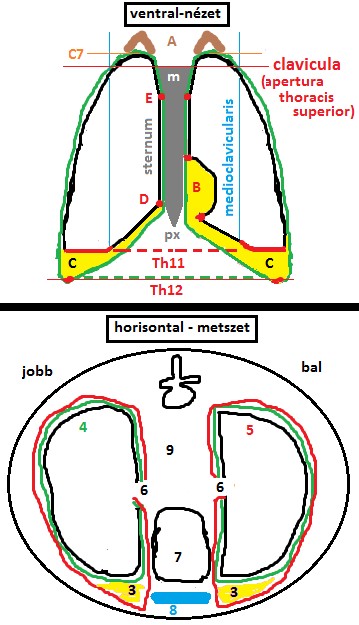 ventral-nézet
A
C7
clavicula
(apertura
thoracis
superior)
m
E
sternum
medioclavicularis
B
D
px
C
Th11
C
Th12
horisontal - metszet
jobb
bal
4
9
5
6
6
7
3
3
8